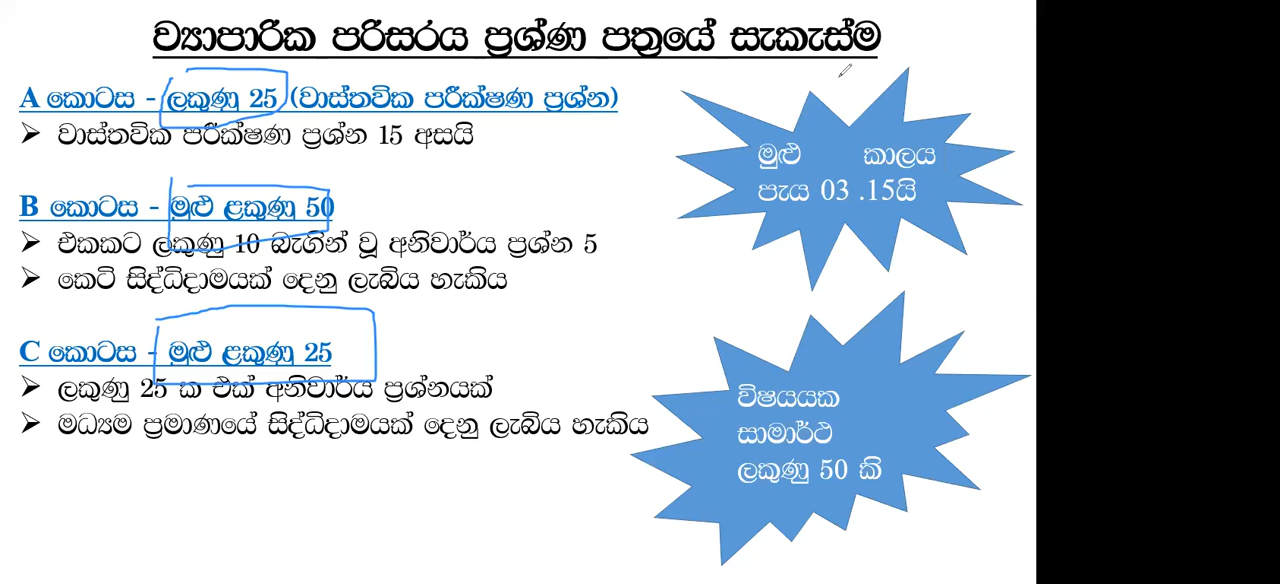 ව්‍යාපාරික පරිසරය ප්‍රශ්ණ පත්‍රයේ සැකැස්ම
A කොටස - ලකුණු 25 (වාස්තවික පරීක්ෂණ ප්‍රශ්න)
➢ වාස්තවික පරීක්ෂණ ප්‍රශ්න 15 අසයි
B කොටස - මුළු ළකුණු 50
➢ එකකට ලකුණු 10 බැගින් වූ අනිවාර්ය ප්‍රශ්න 5
➢ කෙටි සිද්ධිදාමයක් දෙනු ලැබිය හැකිය
C කොටස - මුළු ළකුණු 25
➢ ලකුණු 25 ක එක් අනිවාර්ය ප්‍රශ්නයක්
➢ මධ්‍යම ප්‍රමාණයේ සිද්ධිදාමයක් දෙනු ලැබිය හැකිය
මුළු කාලය
පැය 03 .15යි
විෂයයක
සාමාර්ථ
ලකුණු 50 කි